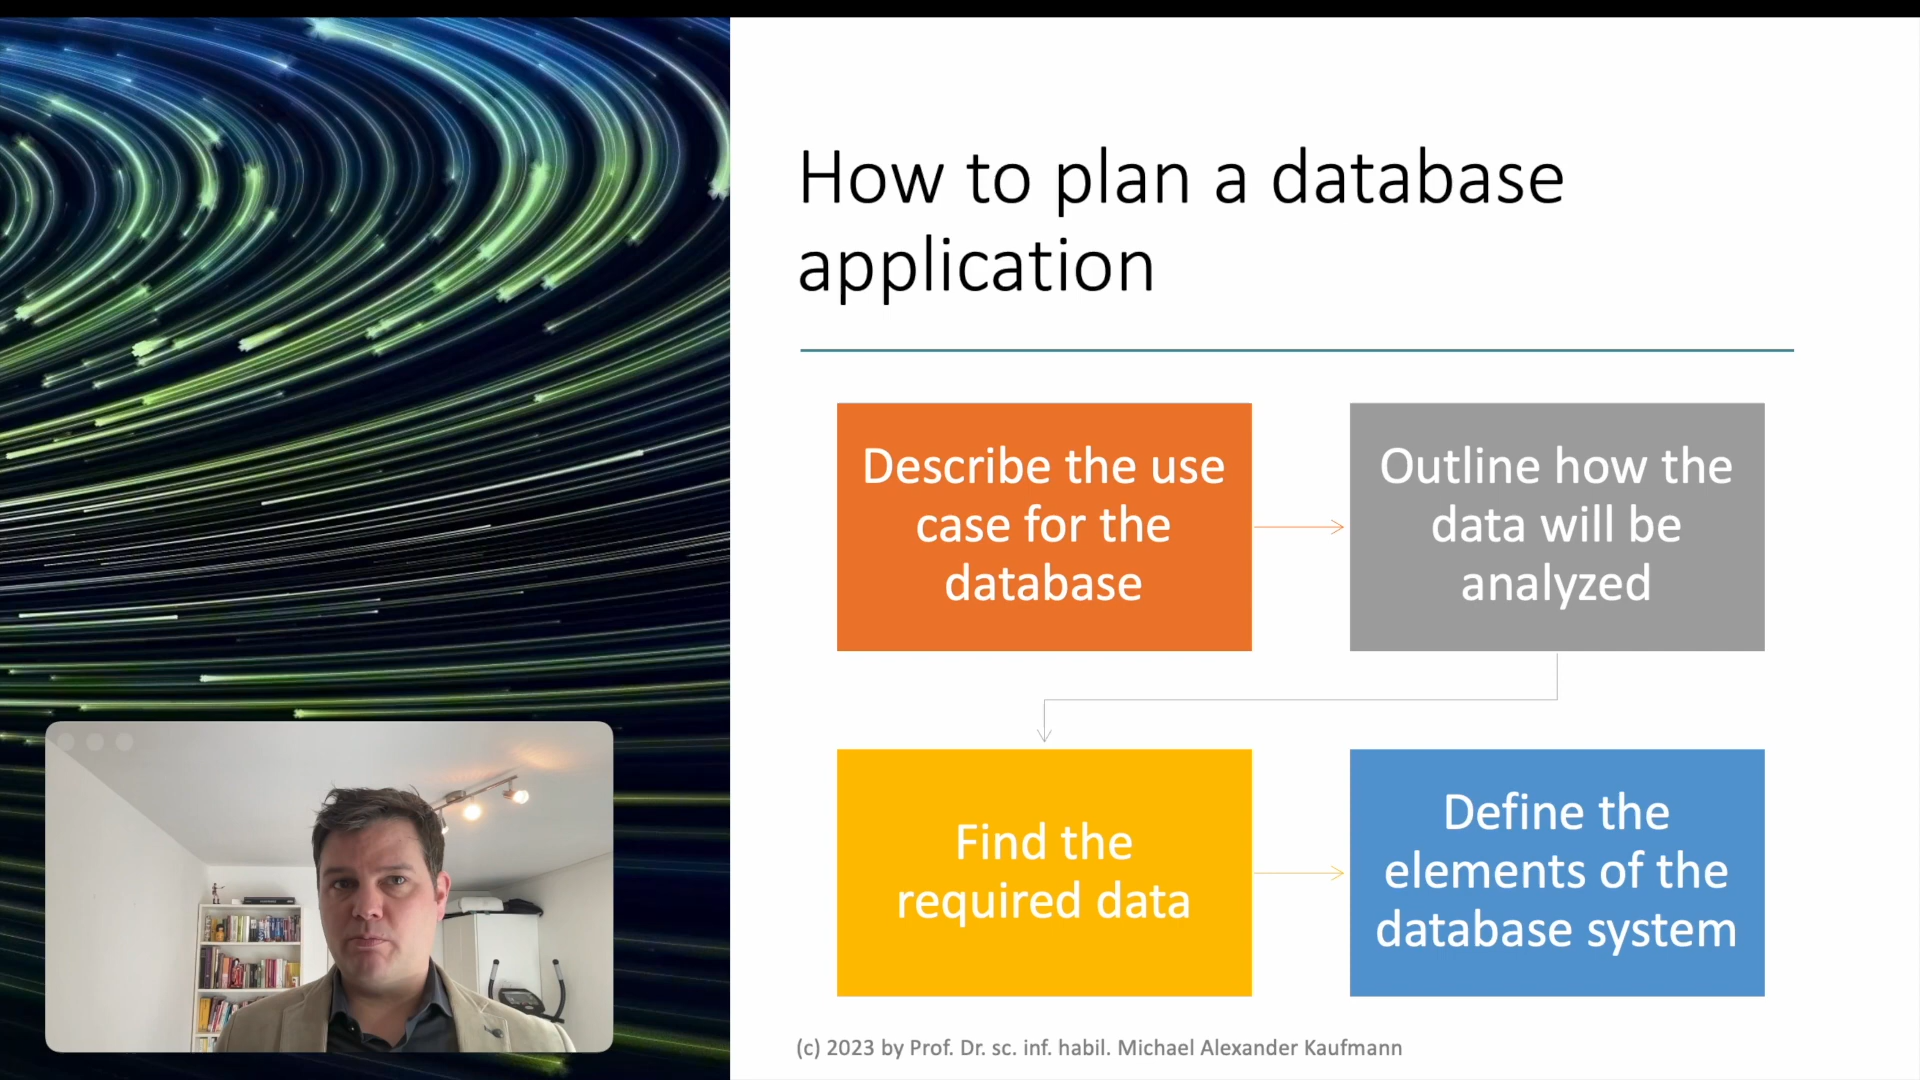 How to plan a database
application
Describe the use
case for the
database
Outline how the
data will be
analyzed
Find the
required data
Define the
elements of the
database system
(c) 2023 by Prof. Dr. sc. inf. habil. Michael Alexander Kaufmann